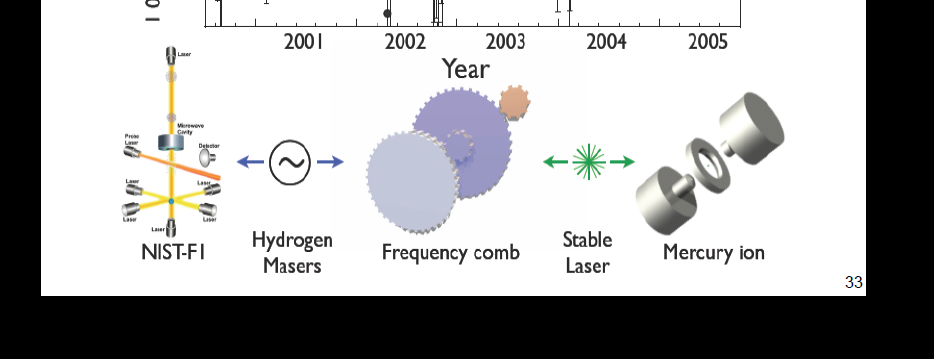 10
2001 2002 2003 2004 2005
Year
Laser
Microwave
Cavity
Probe
Laser
Detector
Laser
Laser
Laser
Laser
Laser
NIST-F1
Hydrogen
Masers
Frequency comb
Stable
Laser
Mercury ion
33